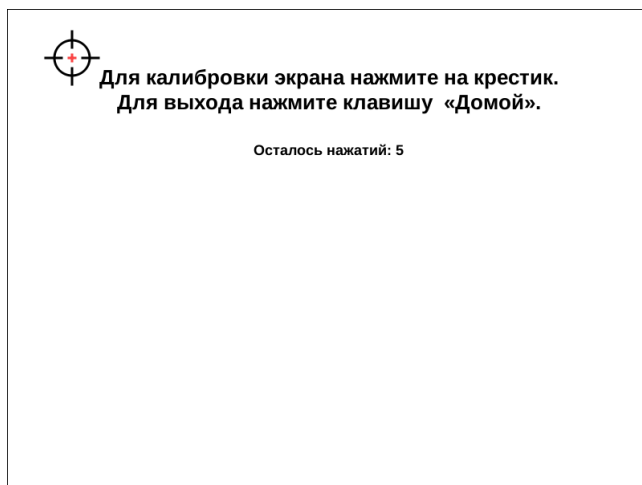 Для калибровки экрана нажмите на крестик.
Для выхода нажмите клавишу «Домой».
Осталось нажатий: 5